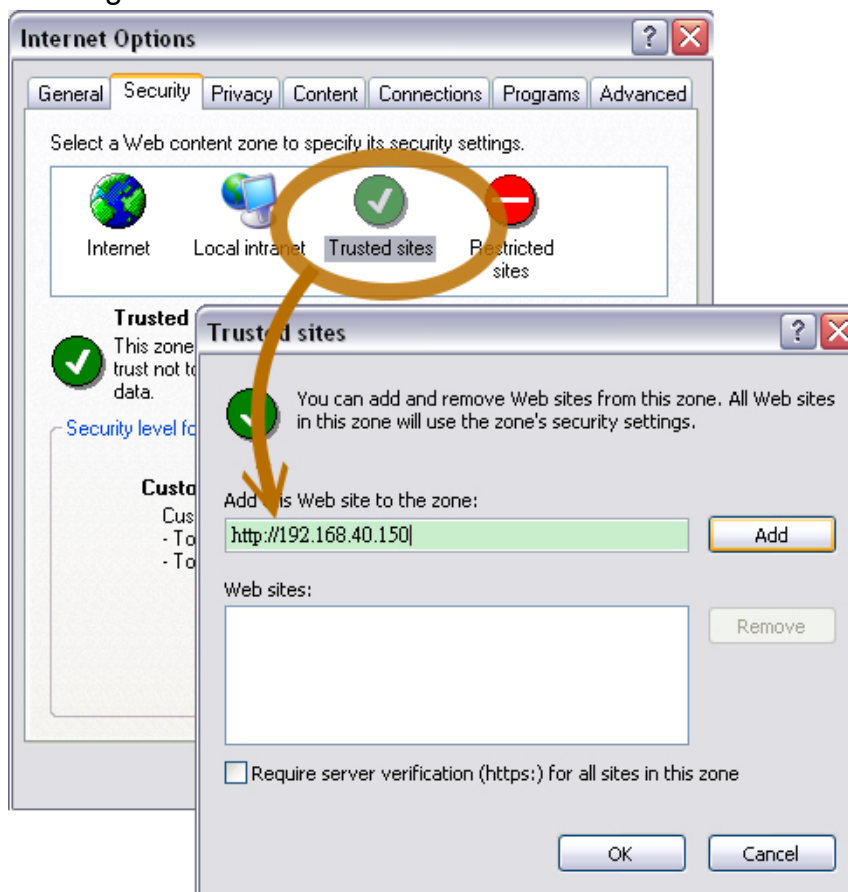 Internet Options
General Security Privacy Content Connections Programs Advanced
Select a Web content zone to specify its security settings.
Internet Local intranet Trusted sites Restricted
sites
Trusted
This zone
trust not to
data.
Security level fo
Custo
Cus
- To
- To
Trusted sites
You can add and remove Web sites from this zone. All Web sites
in this zone will use the zone's security settings.
Add this Web site to the zone:
http://192.168.40.150
Add
Web sites:
Remove
Require server verification (https:) for all sites in this zone
OK Cancel